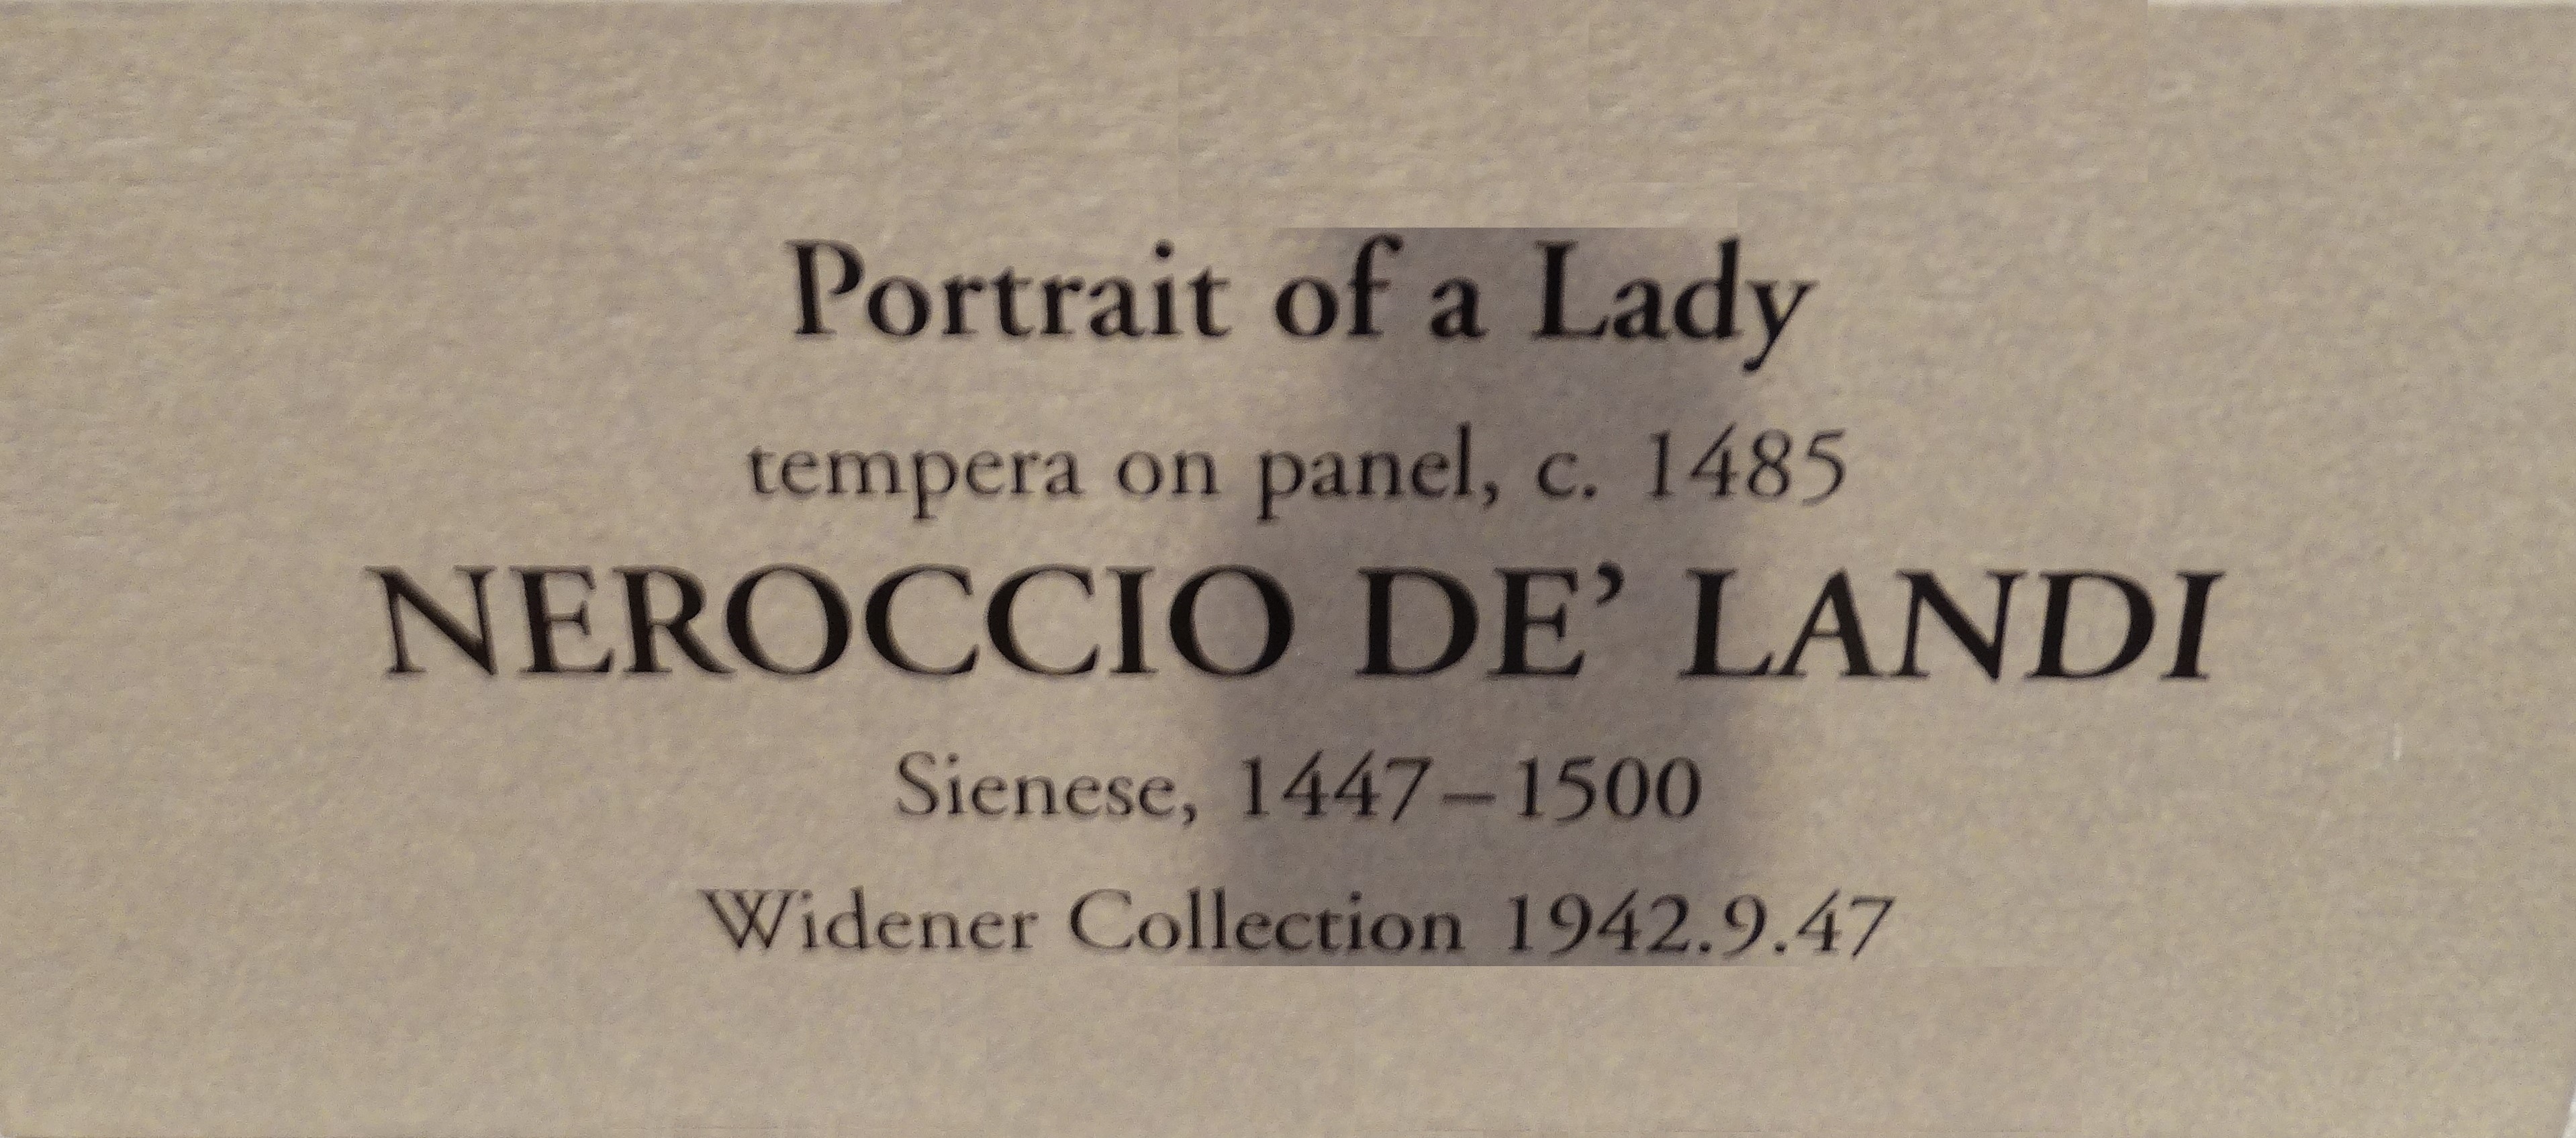 Portrait of a Lady
tempera on panel, c. 1485
NEROCCIO DE’ LANDI
Sienese, 1447–1500
Widener Collection 1942.9.47